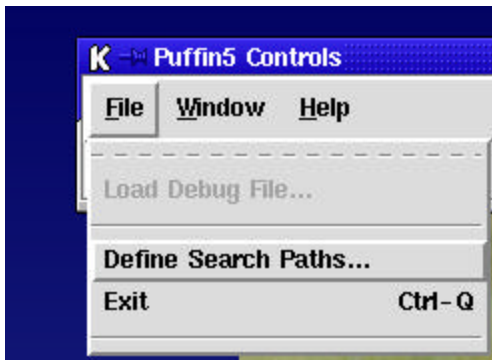 K Puffin5 Controls
File Window Help
Load Debug File...
Define Search Paths...
Exit Ctrl-Q